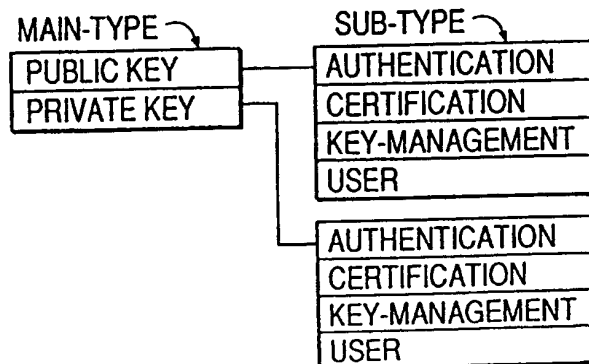 MAIN-TYPE
PUBLIC KEY
PRIVATE KEY
SUB-TYPE
AUTHENTICATION
CERTIFICATION
KEY-MANAGEMENT
USER
AUTHENTICATION
CERTIFICATION
KEY-MANAGEMENT
USER